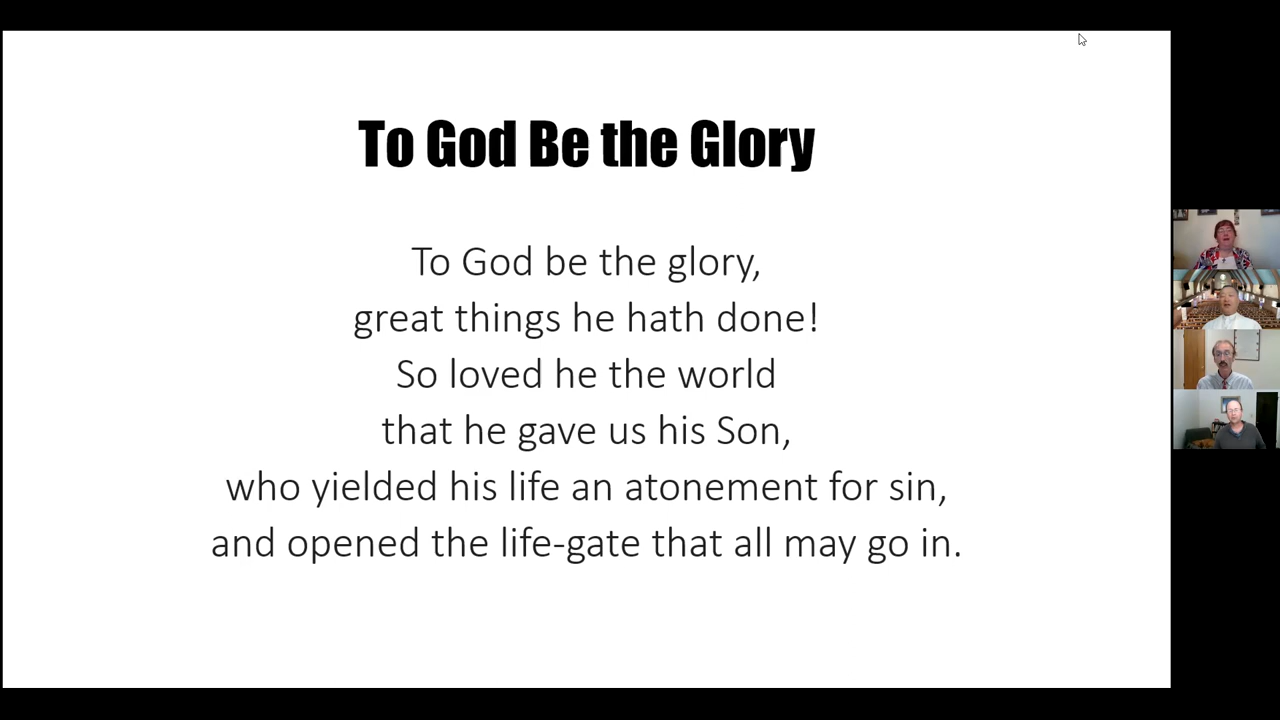 To God Be the Glory
To God be the glory,
great things he hath done!
So loved he the world
that he gave us his Son,
who yielded his life an atonement for sin,
and opened the life-gate that all may go in.